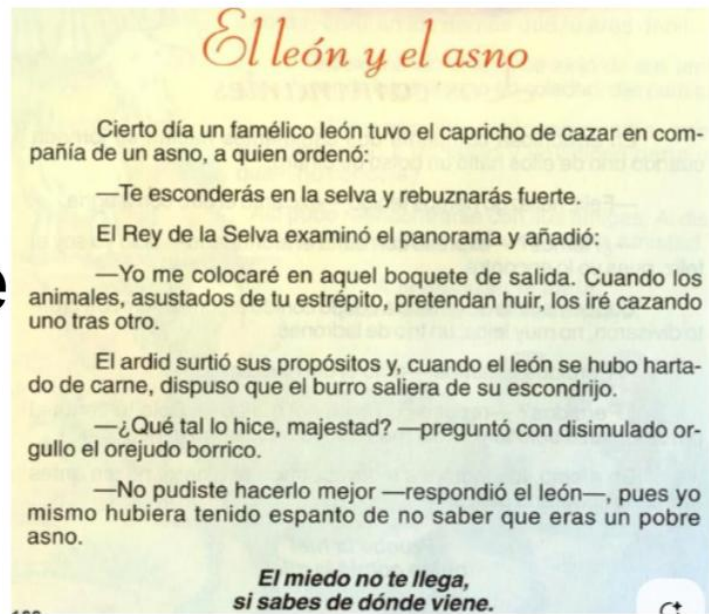 El león y el asno
Cierto día un famélico león tuvo el capricho de cazar en com-
pañía de un asno, a quien ordenó:
—Te esconderás en la selva y rebuznarás fuerte.
El Rey de la Selva examinó el panorama y añadió:
—Yo me colocaré en aquel boquete de salida. Cuando los
animales, asustados de tu estrépito, pretendan huir, los iré cazando
uno tras otro.
El ardid surtió sus propósitos y, cuando el león se hubo harta-
do de carne, dispuso que el burro saliera de su escondrijo.
—¿Qué tal lo hice, majestad? —preguntó con disimulado or-
gullo el orejudo borrico.
—No pudiste hacerlo mejor —respondió el león—, pues yo
mismo hubiera tenido espanto de no saber que eras un pobre
asno.
El miedo no te llega,
si sabes de dónde viene.